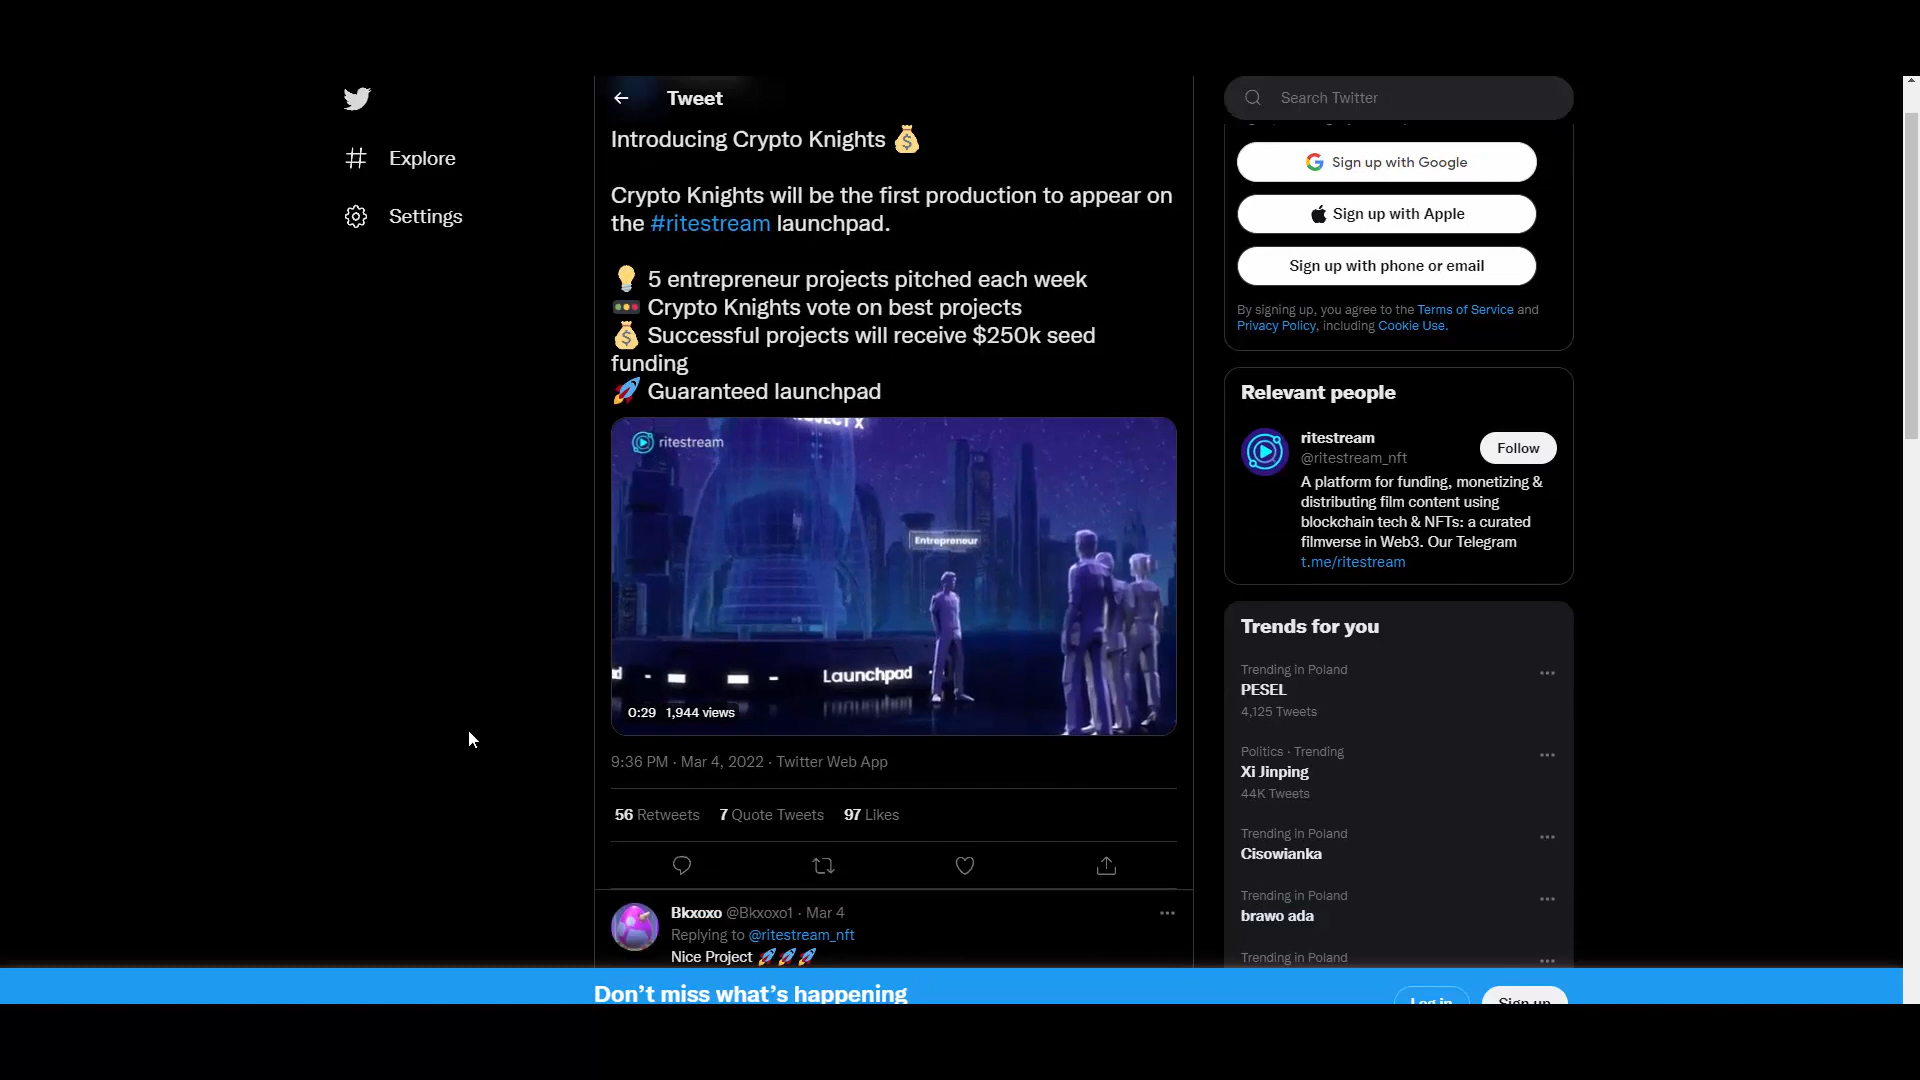 Tweet
Introducing Crypto Knights 💰
Crypto Knights will be the first production to appear on
the #ritestream launchpad.
💡 5 entrepreneur projects pitched each week
🚥 Crypto Knights vote on best projects
💰 Successful projects will receive $250k seed
funding
🚀 Guaranteed launchpad
ritestream
Entrepreneur
Launchpad
0:29 1,944 views
9:36 PM · Mar 4, 2022 · Twitter Web App
56 Retweets 7 Quote Tweets 97 Likes
Bkxoxo @Bkxoxo1 · Mar 4
Replying to @ritestream_nft
Nice Project 🚀🚀🚀
Explore
Settings
Search Twitter
Sign up with Google
Sign up with Apple
Sign up with phone or email
By signing up, you agree to the Terms of Service and
Privacy Policy, including Cookie Use.
Relevant people
ritestream
@ritestream_nft
Follow
A platform for funding, monetizing &
distributing film content using
blockchain tech & NFTs: a curated
filmverse in Web3. Our Telegram
t.me/ritestream
Trends for you
Trending in Poland
PESEL
4,125 Tweets
Politics · Trending
Xi Jinping
44K Tweets
Trending in Poland
Cisowianka
Trending in Poland
brawo ada
Trending in Poland
Don’t miss what’s happening
Log in
Sign up